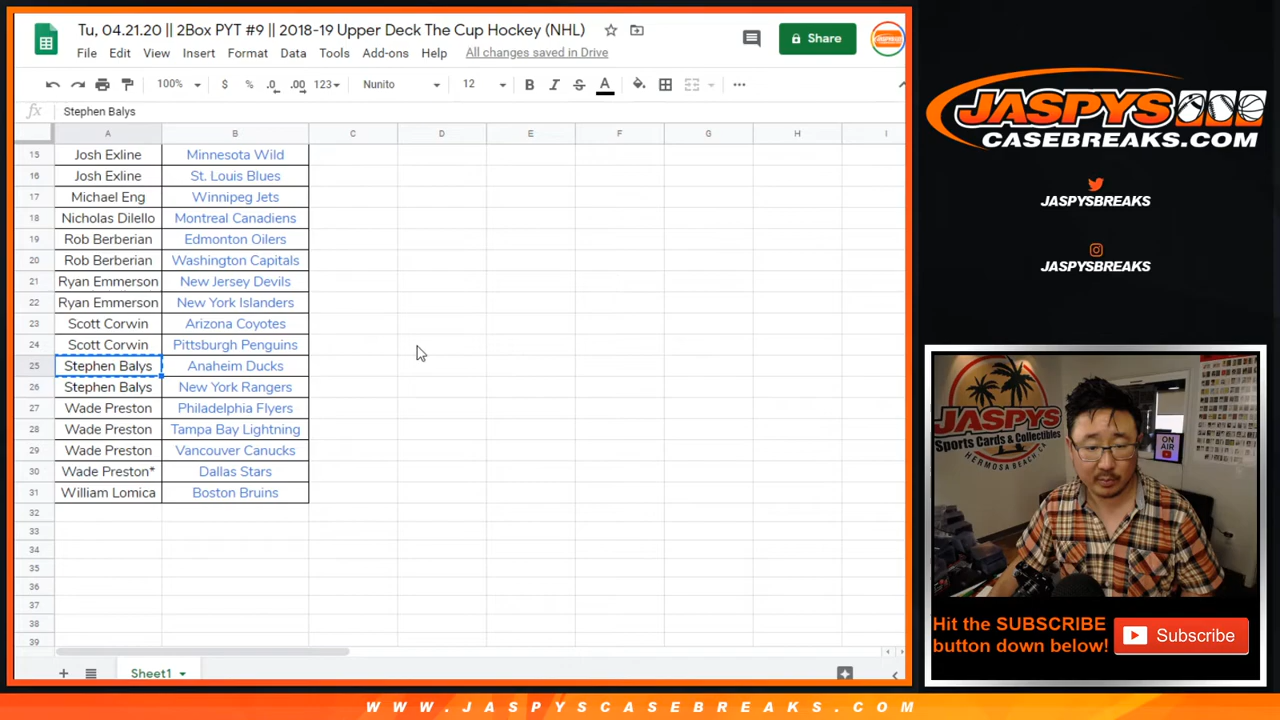 Tu, 04.21.20 || 2Box PYT #9 || 2018-19 Upper Deck The Cup Hockey (NHL)
File Edit View Insert Format Data Tools Add-ons Help All changes saved in Drive
Share
100% $ % .0 .00 123 Nunito 12 B I S A
fx Stephen Balys
A B C D E F G H I
15 Josh Exline Minnesota Wild
16 Josh Exline St. Louis Blues
17 Michael Eng Winnipeg Jets
18 Nicholas Dilello Montreal Canadiens
19 Rob Berberian Edmonton Oilers
20 Rob Berberian Washington Capitals
21 Ryan Emmerson New Jersey Devils
22 Ryan Emmerson New York Islanders
23 Scott Corwin Arizona Coyotes
24 Scott Corwin Pittsburgh Penguins
25 Stephen Balys Anaheim Ducks
26 Stephen Balys New York Rangers
27 Wade Preston Philadelphia Flyers
28 Wade Preston Tampa Bay Lightning
29 Wade Preston Vancouver Canucks
30 Wade Preston* Dallas Stars
31 William Lomica Boston Bruins
32
33
34
35
36
37
38
39
Sheet1
JASPYS
CASEBREAKS.COM
JASPYSBREAKS
JASPYSBREAKS
JASPYS
Sports Cards & Collectibles
HERMOSA BEACH, CA
ON AIR
Hit the SUBSCRIBE
button down below!
Subscribe
WWW.JASPYSCASEBREAKS.COM